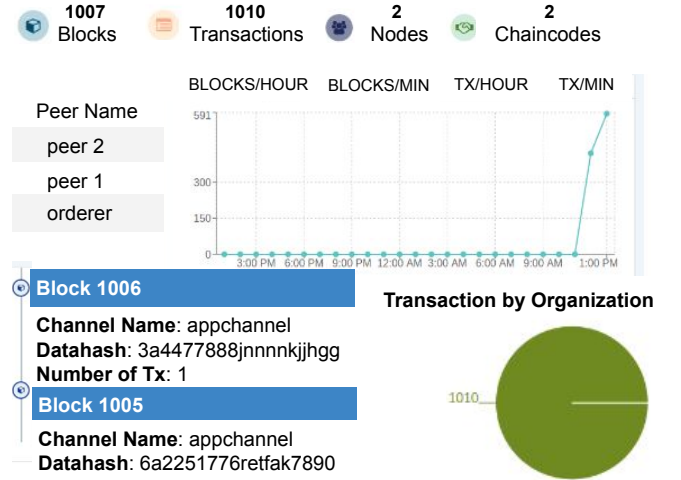 1007 1010 2 2
Blocks Transactions Nodes Chaincodes
BLOCKS/HOUR BLOCKS/MIN TX/HOUR TX/MIN
Peer Name
peer 2
peer 1
orderer
591
300
150
0
3:00 PM 6:00 PM 9:00 PM 12:00 AM 3:00 AM 6:00 AM 9:00 AM 1:00 PM
Block 1006
Channel Name: appchannel
Datahash: 3a4477888jnnnnkjjhgg
Number of Tx: 1
Block 1005
Channel Name: appchannel
Datahash: 6a2251776retfak7890
Transaction by Organization
1010